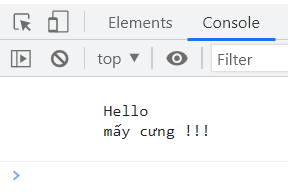 Elements Console
top ▼ Filter
Hello
mấy cưng !!!
>